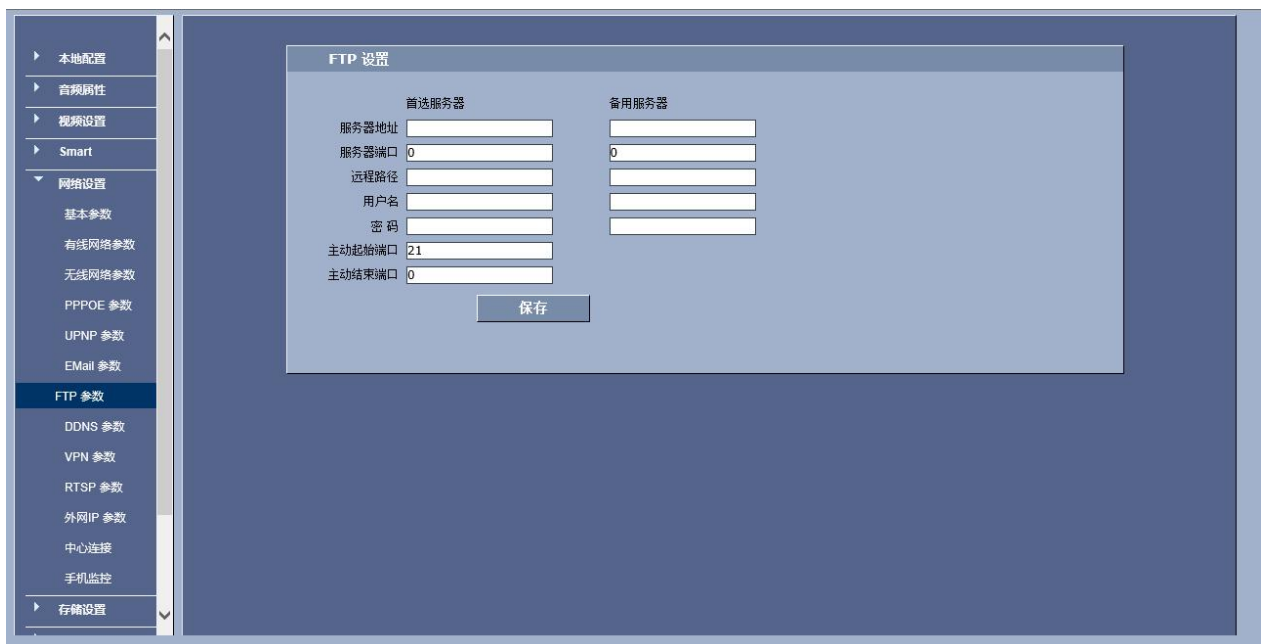 本地配置
音频属性
视频设置
Smart
网络设置
基本参数
有线网络参数
无线网络参数
PPPOE 参数
UPNP 参数
EMail 参数
FTP 参数
DDNS 参数
VPN 参数
RTSP 参数
外网IP 参数
中心连接
手机监控
存储设置
FTP 设置
首选服务器 备用服务器
服务器地址
服务器端口 0 0
远程路径
用户名
密 码
主动起始端口 21
主动结束端口 0
保存